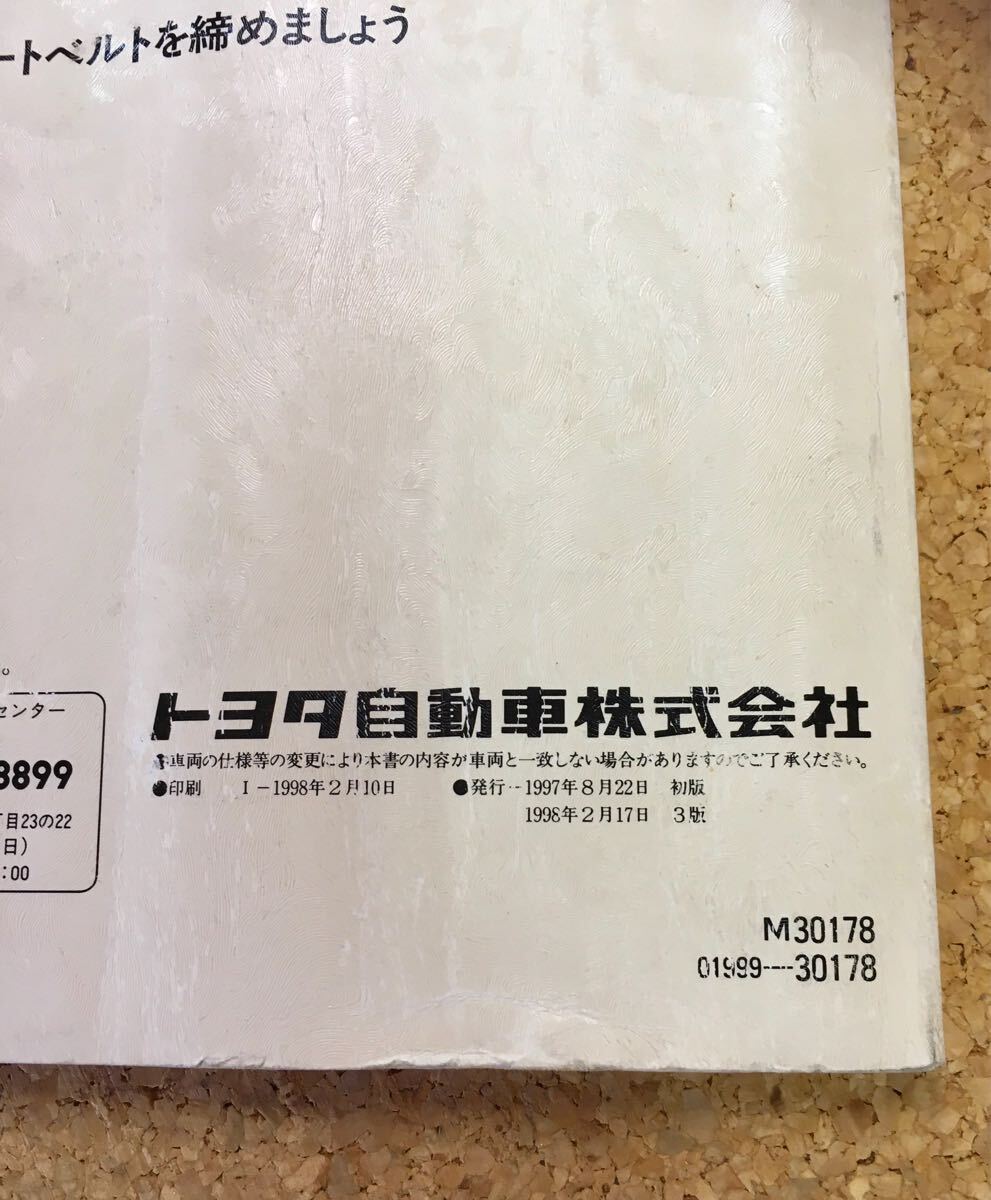 ートベルトを締めましょう
。
センター
8899
丁目23の22
日)
:00
トヨタ自動車株式会社
車両の仕様等の変更により本書の内容が車両と一致しない場合がありますのでご了承ください。
●印刷 I－1998年2月10日 ●発行‥1997年8月22日 初版
1998年2月17日 3版
M30178
01999-30178